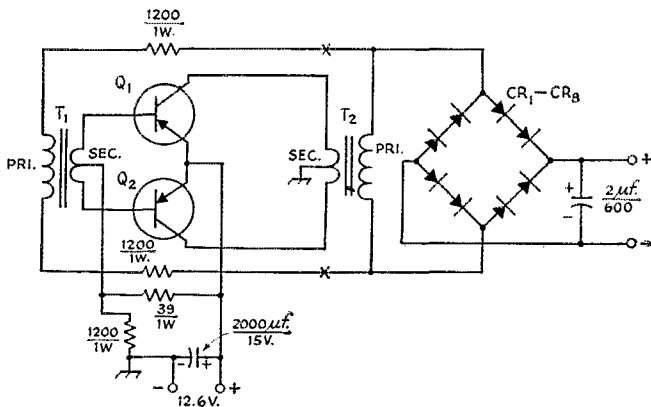 1200
1W.
Q1
T1
PRI.
SEC.
Q2
T2
SEC.
PRI.
CR1-CR8
+
+
-
2µf.
600
-
1200
1W.
39
1W
1200
1W
2000µf.
15V.
- +
- +
12.6V.